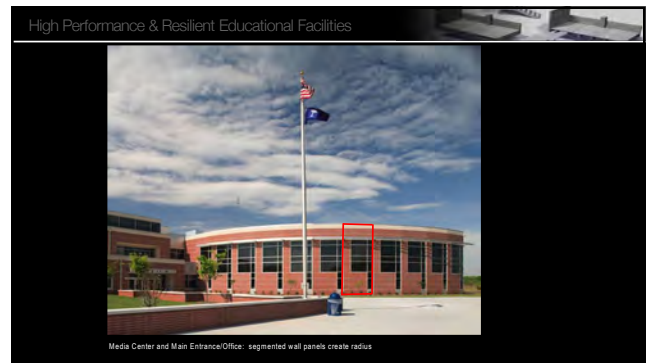 High Performance & Resilient Educational Facilities
Media Center and Main Entrance/Office: segmented wall panels create radius